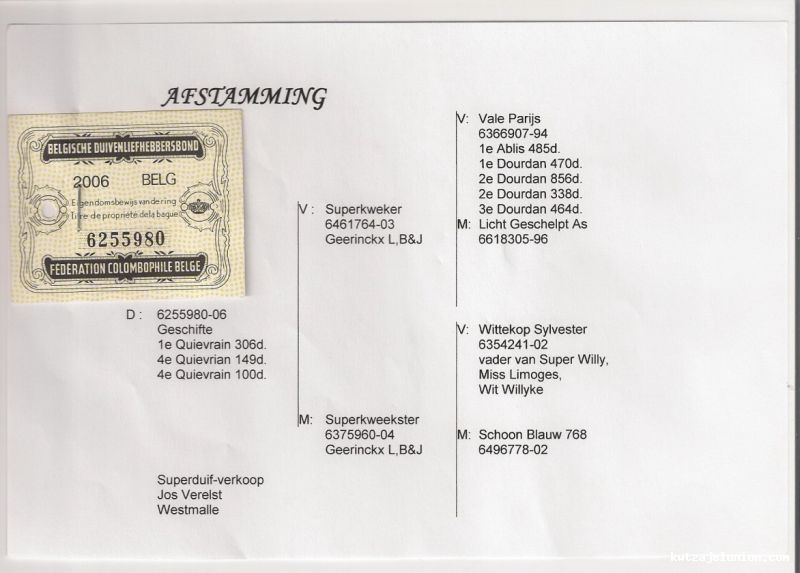 AFSTAMMING
BELGISCHE DUIVENLIEFHEBBERSBOND
2006 BELG
Eigendomsbewijs van de ring
Titre de propriété de la bague
6255980
FÉDÉRATION COLOMBOPHILE BELGE
D : 6255980-06
Geschifte
1e Quievrain 306d.
4e Quievrian 149d.
4e Quievrain 100d.
Superduif-verkoop
Jos Verelst
Westmalle
V : Superkweker
6461764-03
Geerinckx L,B&J
M: Superkweekster
6375960-04
Geerinckx L,B&J
V: Vale Parijs
6366907-94
1e Ablis 485d.
1e Dourdan 470d.
2e Dourdan 856d.
2e Dourdan 338d.
3e Dourdan 464d.
M: Licht Geschelpt As
6618305-96
V: Wittekop Sylvester
6354241-02
vader van Super Willy,
Miss Limoges,
Wit Willyke
M: Schoon Blauw 768
6496778-02
kwtzajelunion.com